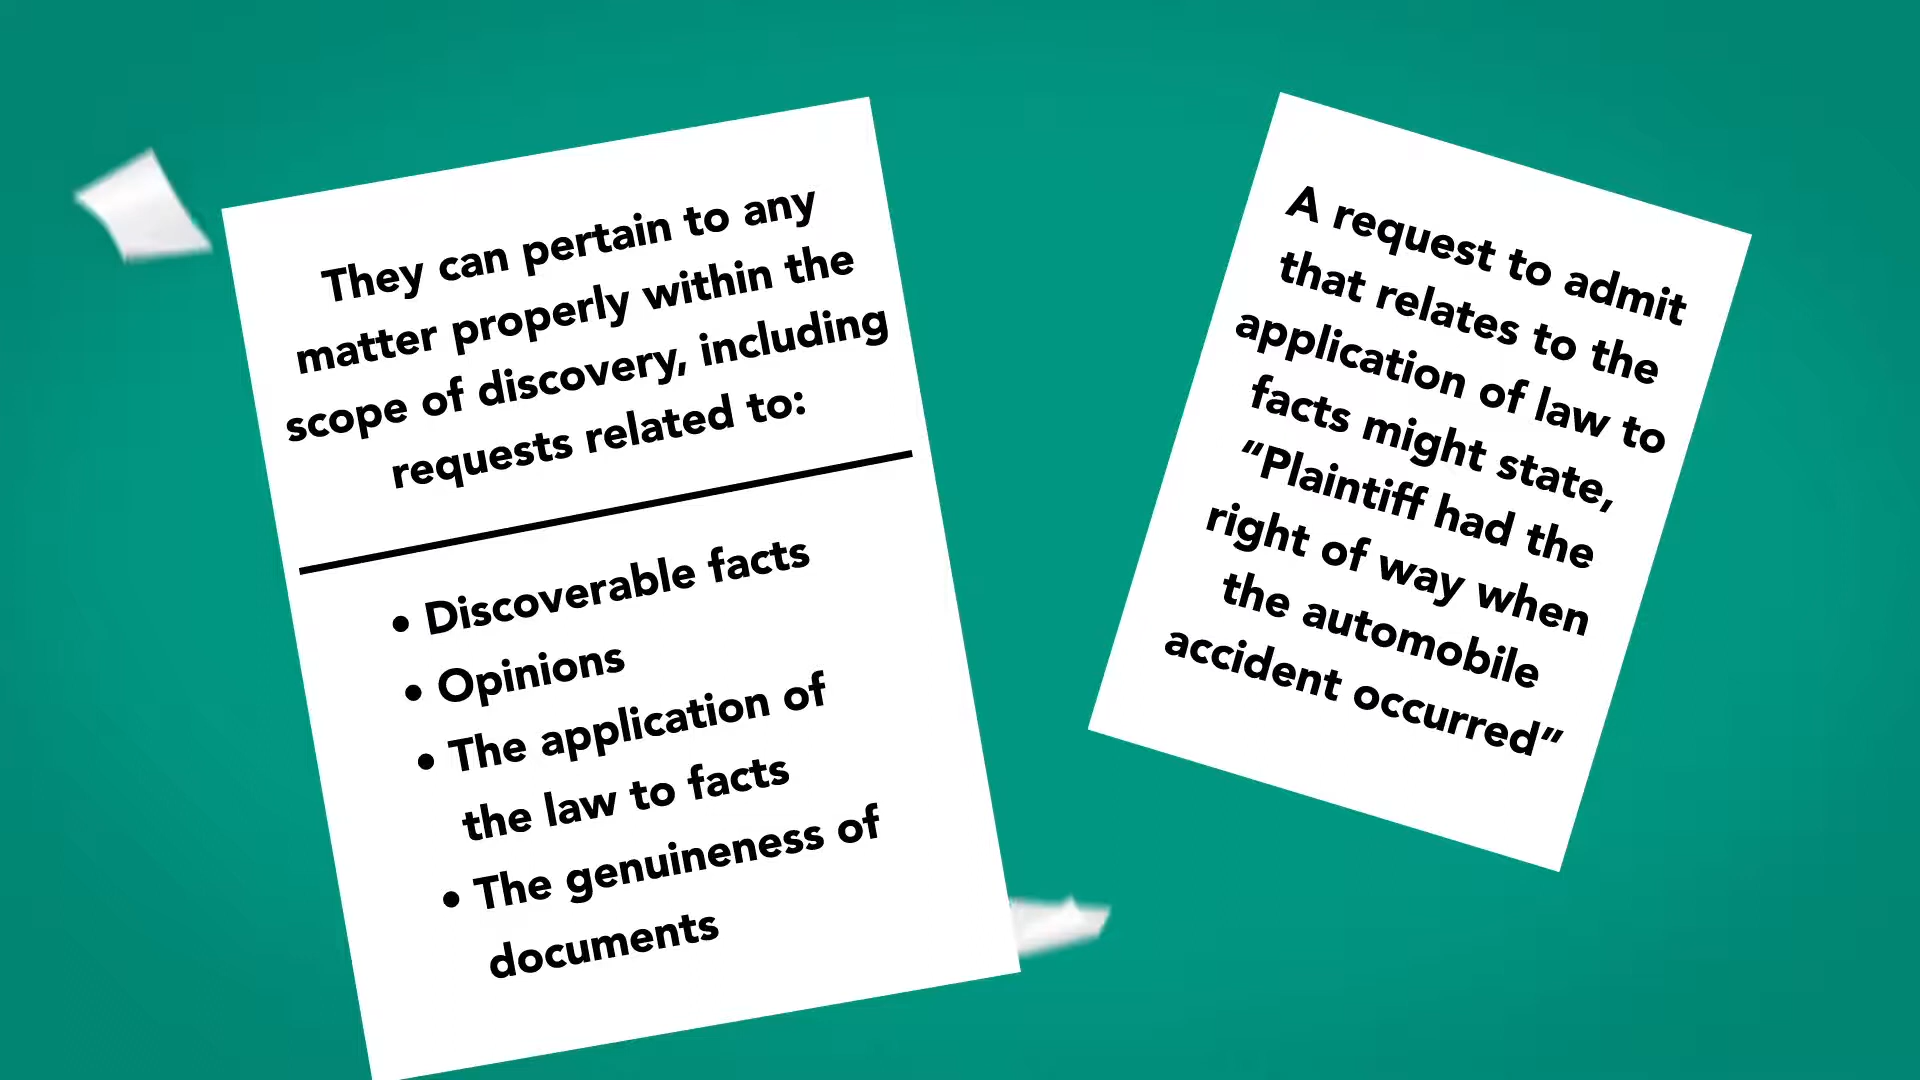 They can pertain to any
matter properly within the
scope of discovery, including
requests related to:
• Discoverable facts
• Opinions
• The application of
the law to facts
• The genuineness of
documents
A request to admit
that relates to the
application of law to
facts might state,
“Plaintiff had the
right of way when
the automobile
accident occurred”